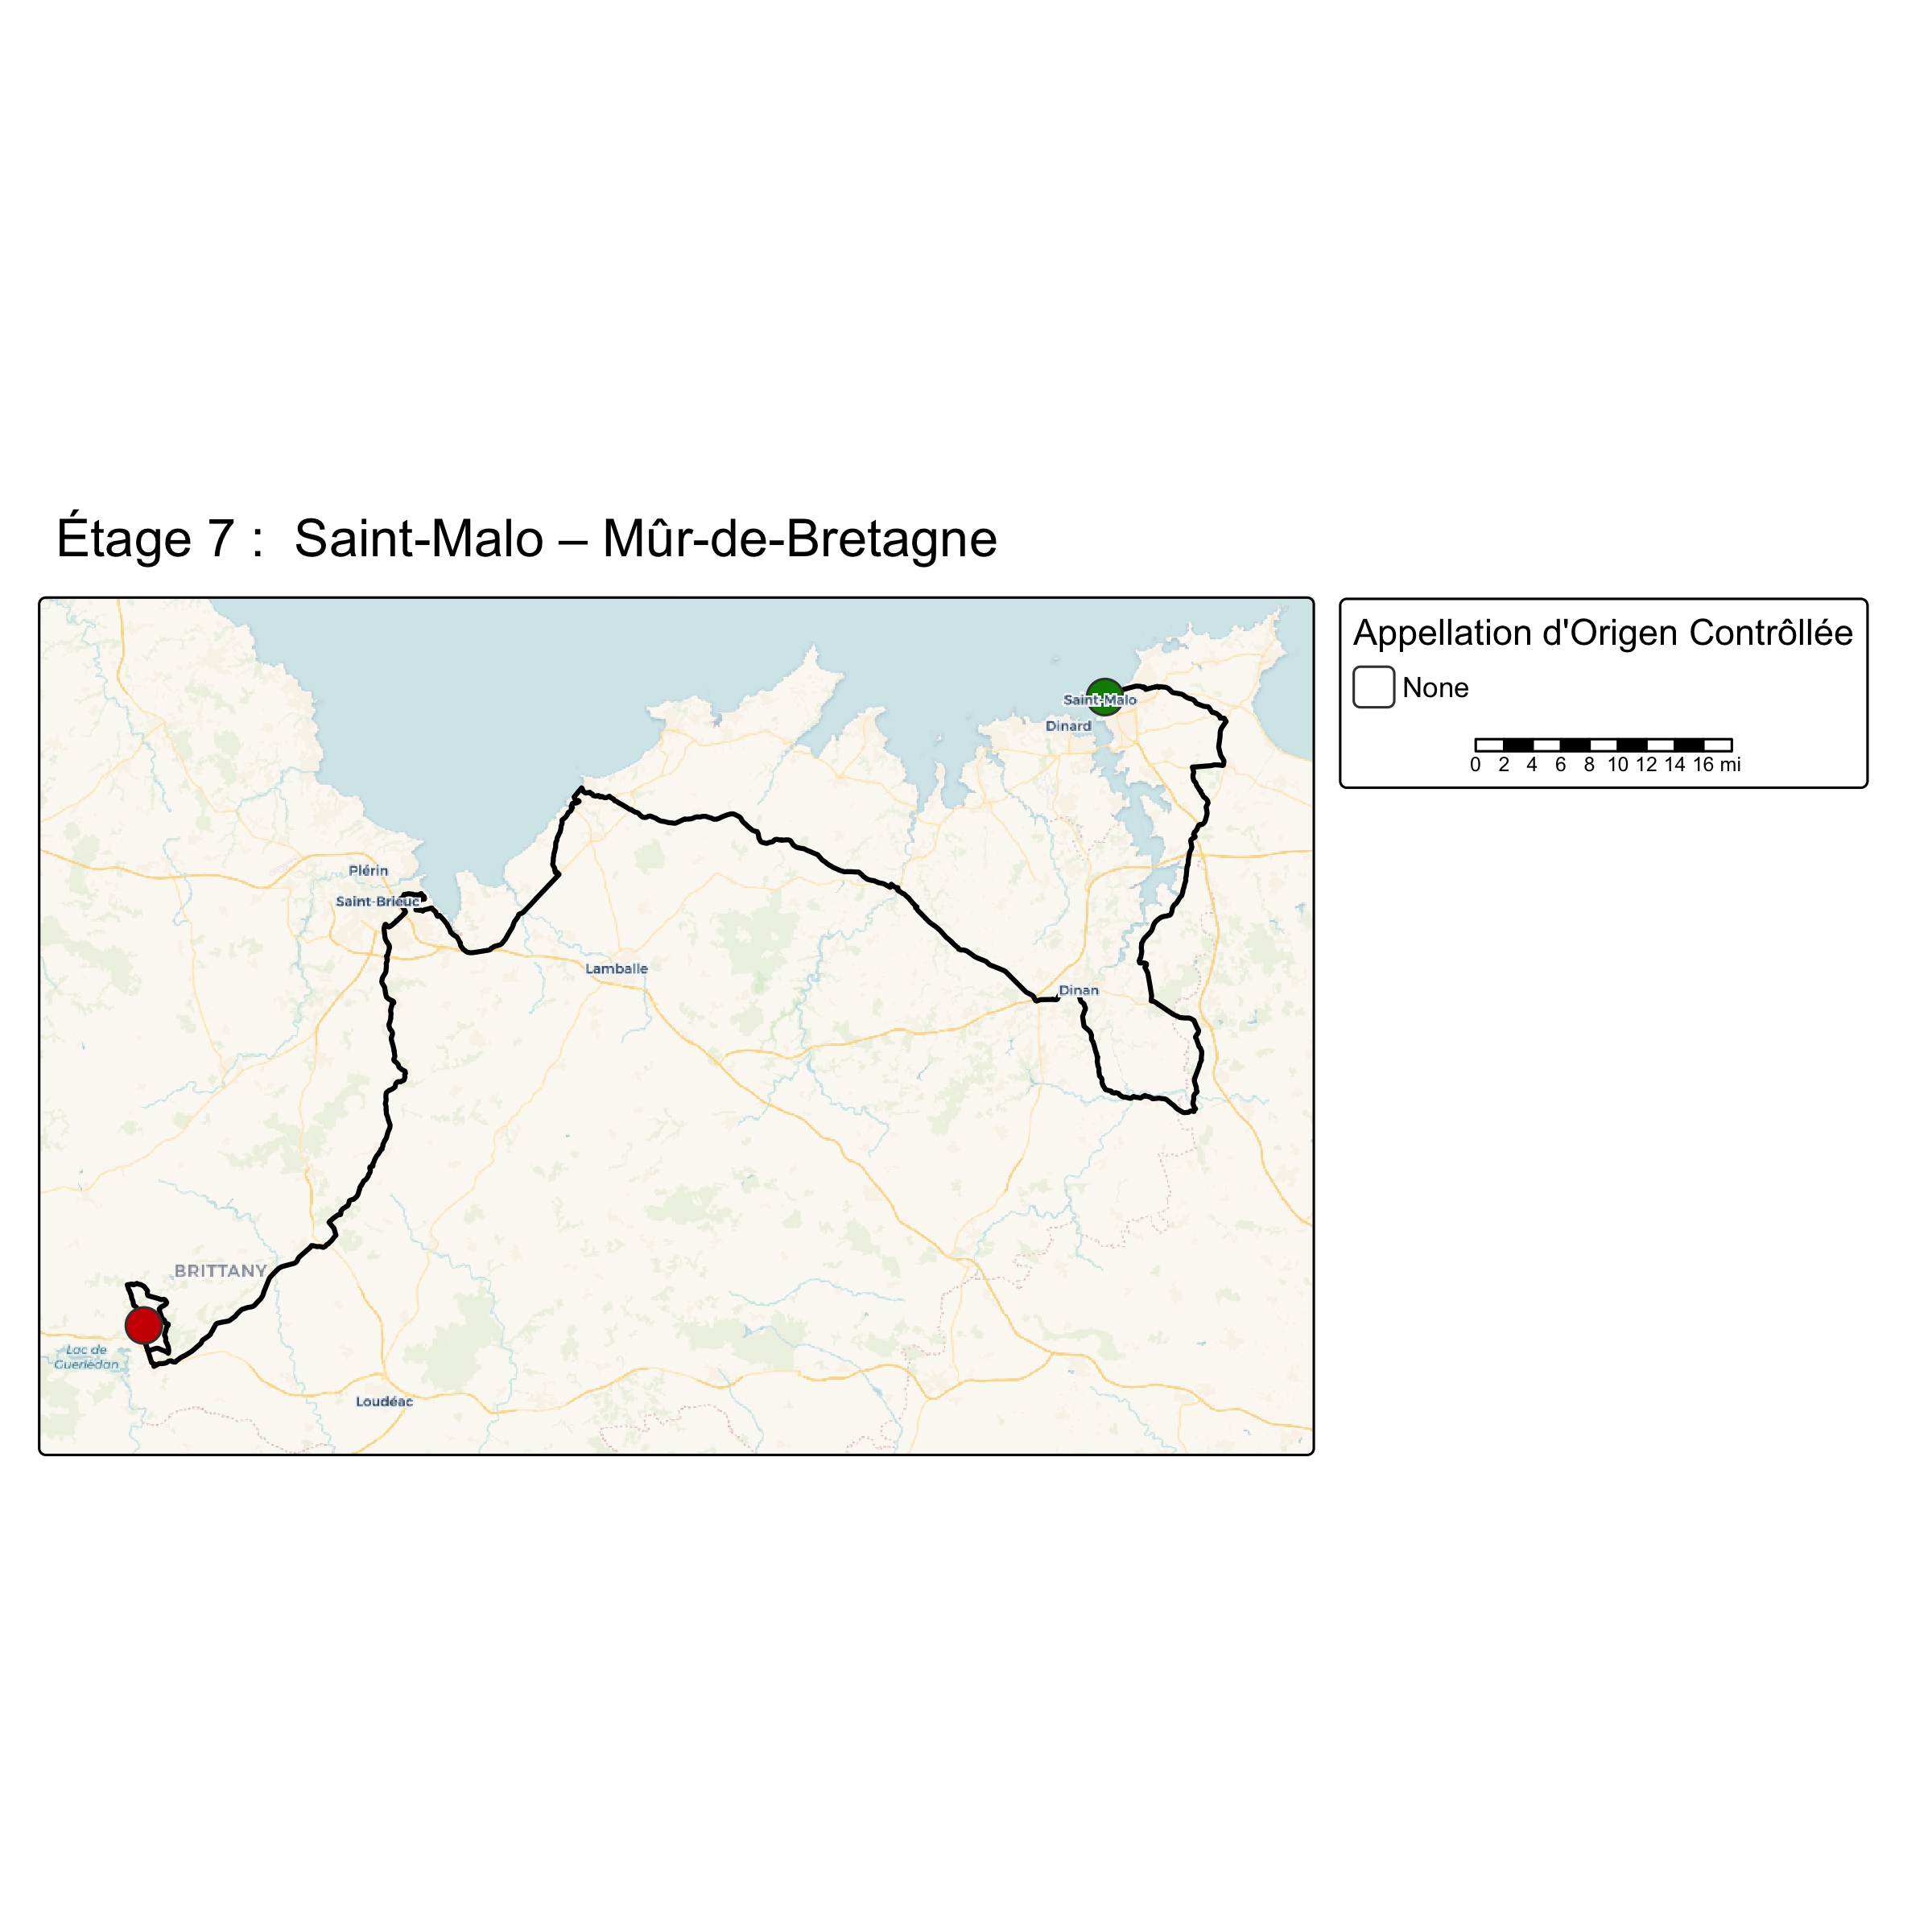 Étage 7 :  Saint-Malo – Mûr-de-Bretagne
Appellation d'Origen Contrôllée
None
0 2 4 6 8 10 12 14 16 mi
Saint-Malo
Dinard
Plérin
Saint-Brieuc
Lamballe
Dinan
BRITTANY
Lac de
Guerlédan
Loudéac